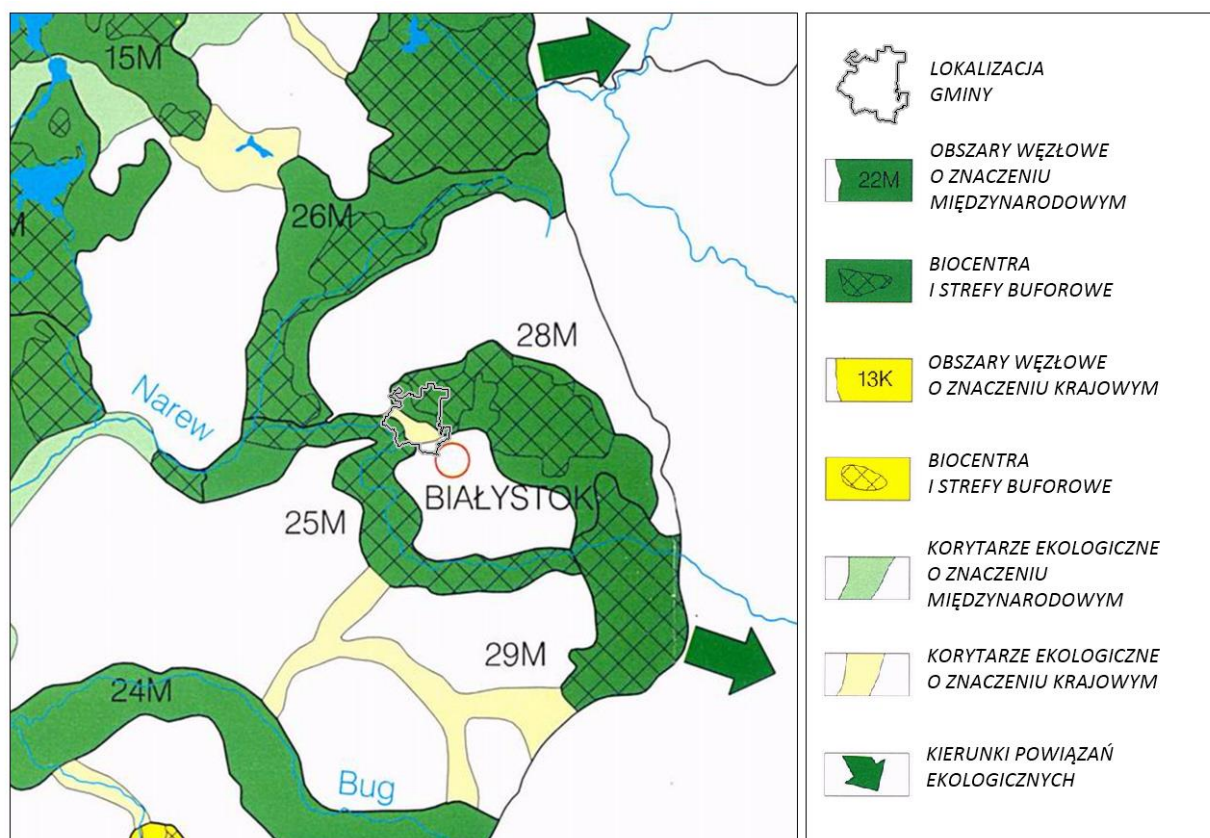 15M
26M
M
28M
Narew
BIAŁYSTOK
25M
29M
24M
Bug
LOKALIZACJA
GMINY
22M
OBSZARY WĘZŁOWE
O ZNACZENIU
MIĘDZYNARODOWYM
BIOCENTRA
I STREFY BUFOROWE
13K
OBSZARY WĘZŁOWE
O ZNACZENIU KRAJOWYM
BIOCENTRA
I STREFY BUFOROWE
KORYTARZE EKOLOGICZNE
O ZNACZENIU
MIĘDZYNARODOWYM
KORYTARZE EKOLOGICZNE
O ZNACZENIU KRAJOWYM
KIERUNKI POWIĄZAŃ
EKOLOGICZNYCH